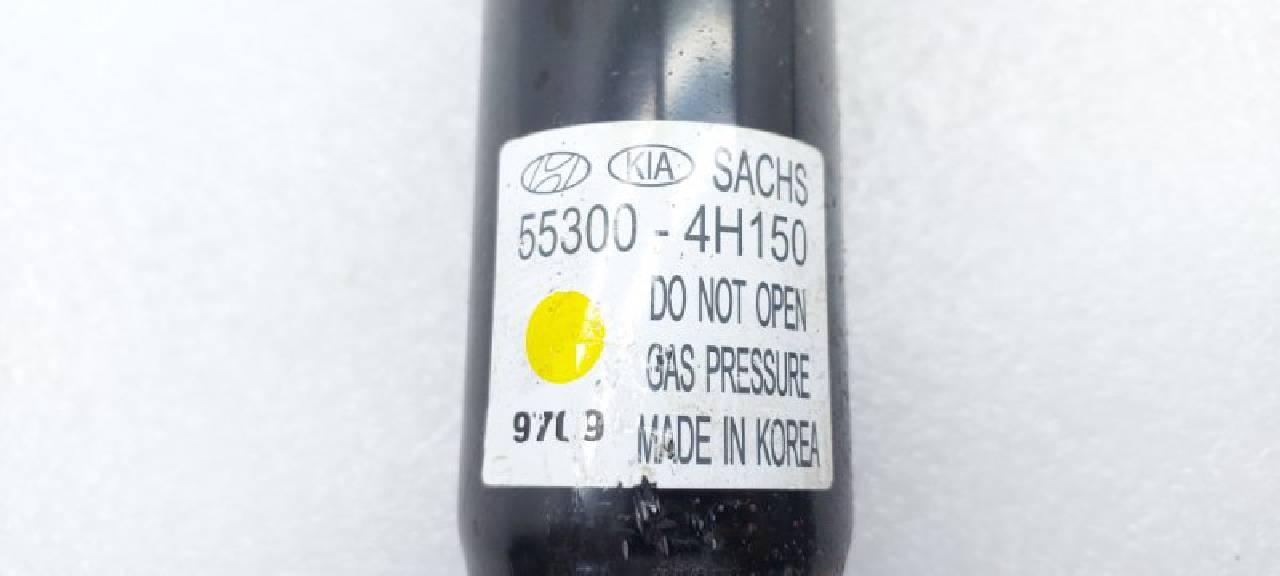 KIA SACHS
55300 - 4H150
DO NOT OPEN
GAS PRESSURE
MADE IN KOREA